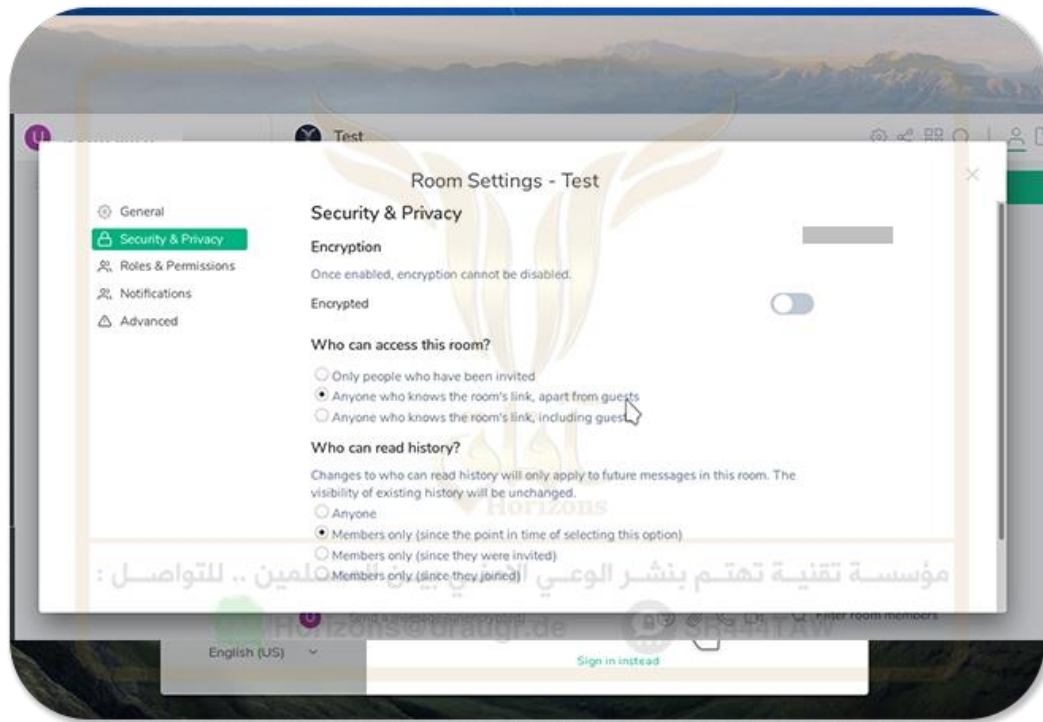 Test
Room Settings - Test
General
Security & Privacy
Roles & Permissions
Notifications
Advanced
Security & Privacy
Encryption
Once enabled, encryption cannot be disabled.
Encrypted
Who can access this room?
Only people who have been invited
Anyone who knows the room's link, apart from guests
Anyone who knows the room's link, including guests
Who can read history?
Changes to who can read history will only apply to future messages in this room. The
visibility of existing history will be unchanged.
Anyone
Members only (since the point in time of selecting this option)
Members only (since they were invited)
Members only (since they joined)
آفاق
Horizons
مؤسسة تقنية تهتم بنشر الوعي الأمني بين المسلمين .. للتواصل :
Filter room members
English (US)
Sign in instead